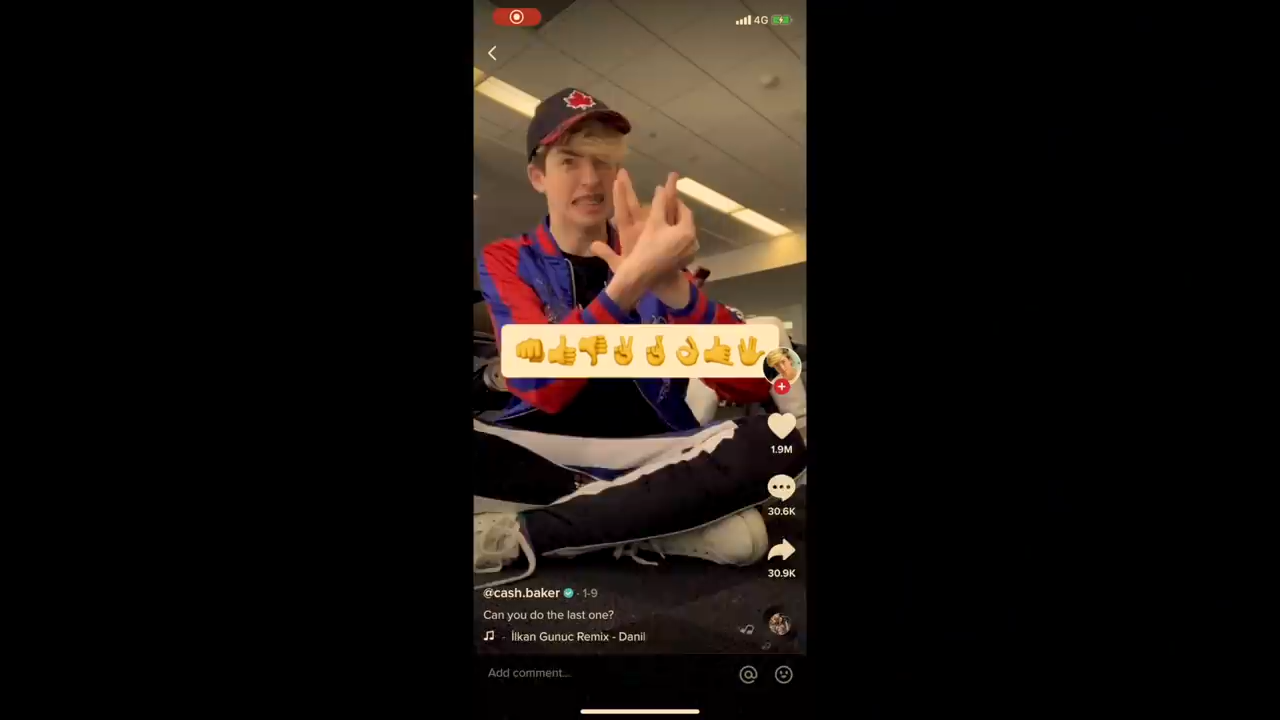 4G
1.9M
30.6K
30.9K
@cash.baker · 1-9
Can you do the last one?
İlkan Gunuc Remix - Danil
Add comment...